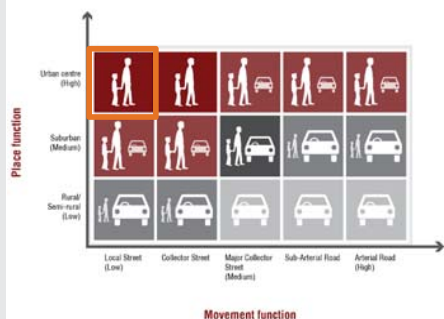 Place function
Urban centre
(High)
Suburban
(Medium)
Rural/
Semi-rural
(Low)
Local Street
(Low)
Collector Street
Major Collector
Street
(Medium)
Sub-Arterial Road
Arterial Road
(High)
Movement function